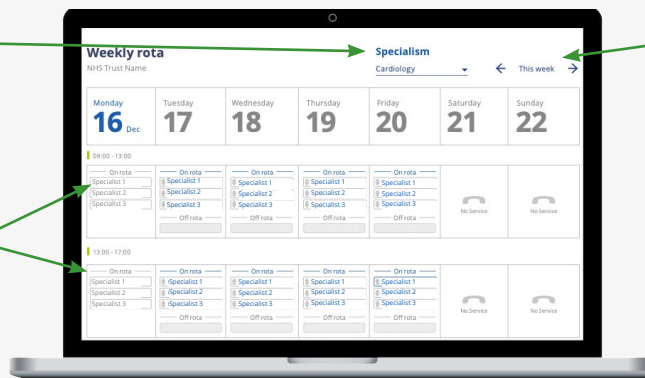 Weekly rota
NHS Trust Name
Specialism
Cardiology
This week
Monday Tuesday Wednesday Thursday Friday Saturday Sunday
16 Dec 17 18 19 20 21 22
09:00 - 13:00
On rota On rota On rota On rota On rota
Specialist 1 Specialist 1 Specialist 1 Specialist 1 Specialist 1
Specialist 2 Specialist 2 Specialist 2 Specialist 2 Specialist 2
Specialist 3 Specialist 3 Specialist 3 Specialist 3 Specialist 3
No Service No Service
Off rota Off rota Off rota Off rota
13:00 - 17:00
On rota On rota On rota On rota On rota
Specialist 1 Specialist 1 Specialist 1 Specialist 1 Specialist 1
Specialist 2 Specialist 2 Specialist 2 Specialist 2 Specialist 2
Specialist 3 Specialist 3 Specialist 3 Specialist 3 Specialist 3
No Service No Service
Off rota Off rota Off rota Off rota